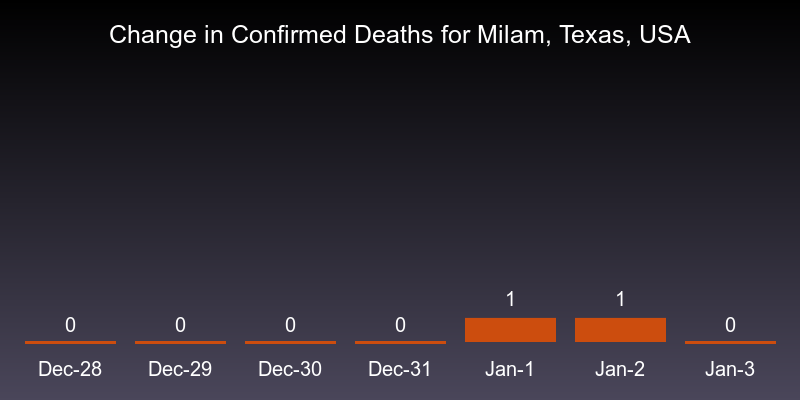 Change in Confirmed Deaths for Milam, Texas, USA
0 0 0 0 1 1 0
Dec-28 Dec-29 Dec-30 Dec-31 Jan-1 Jan-2 Jan-3